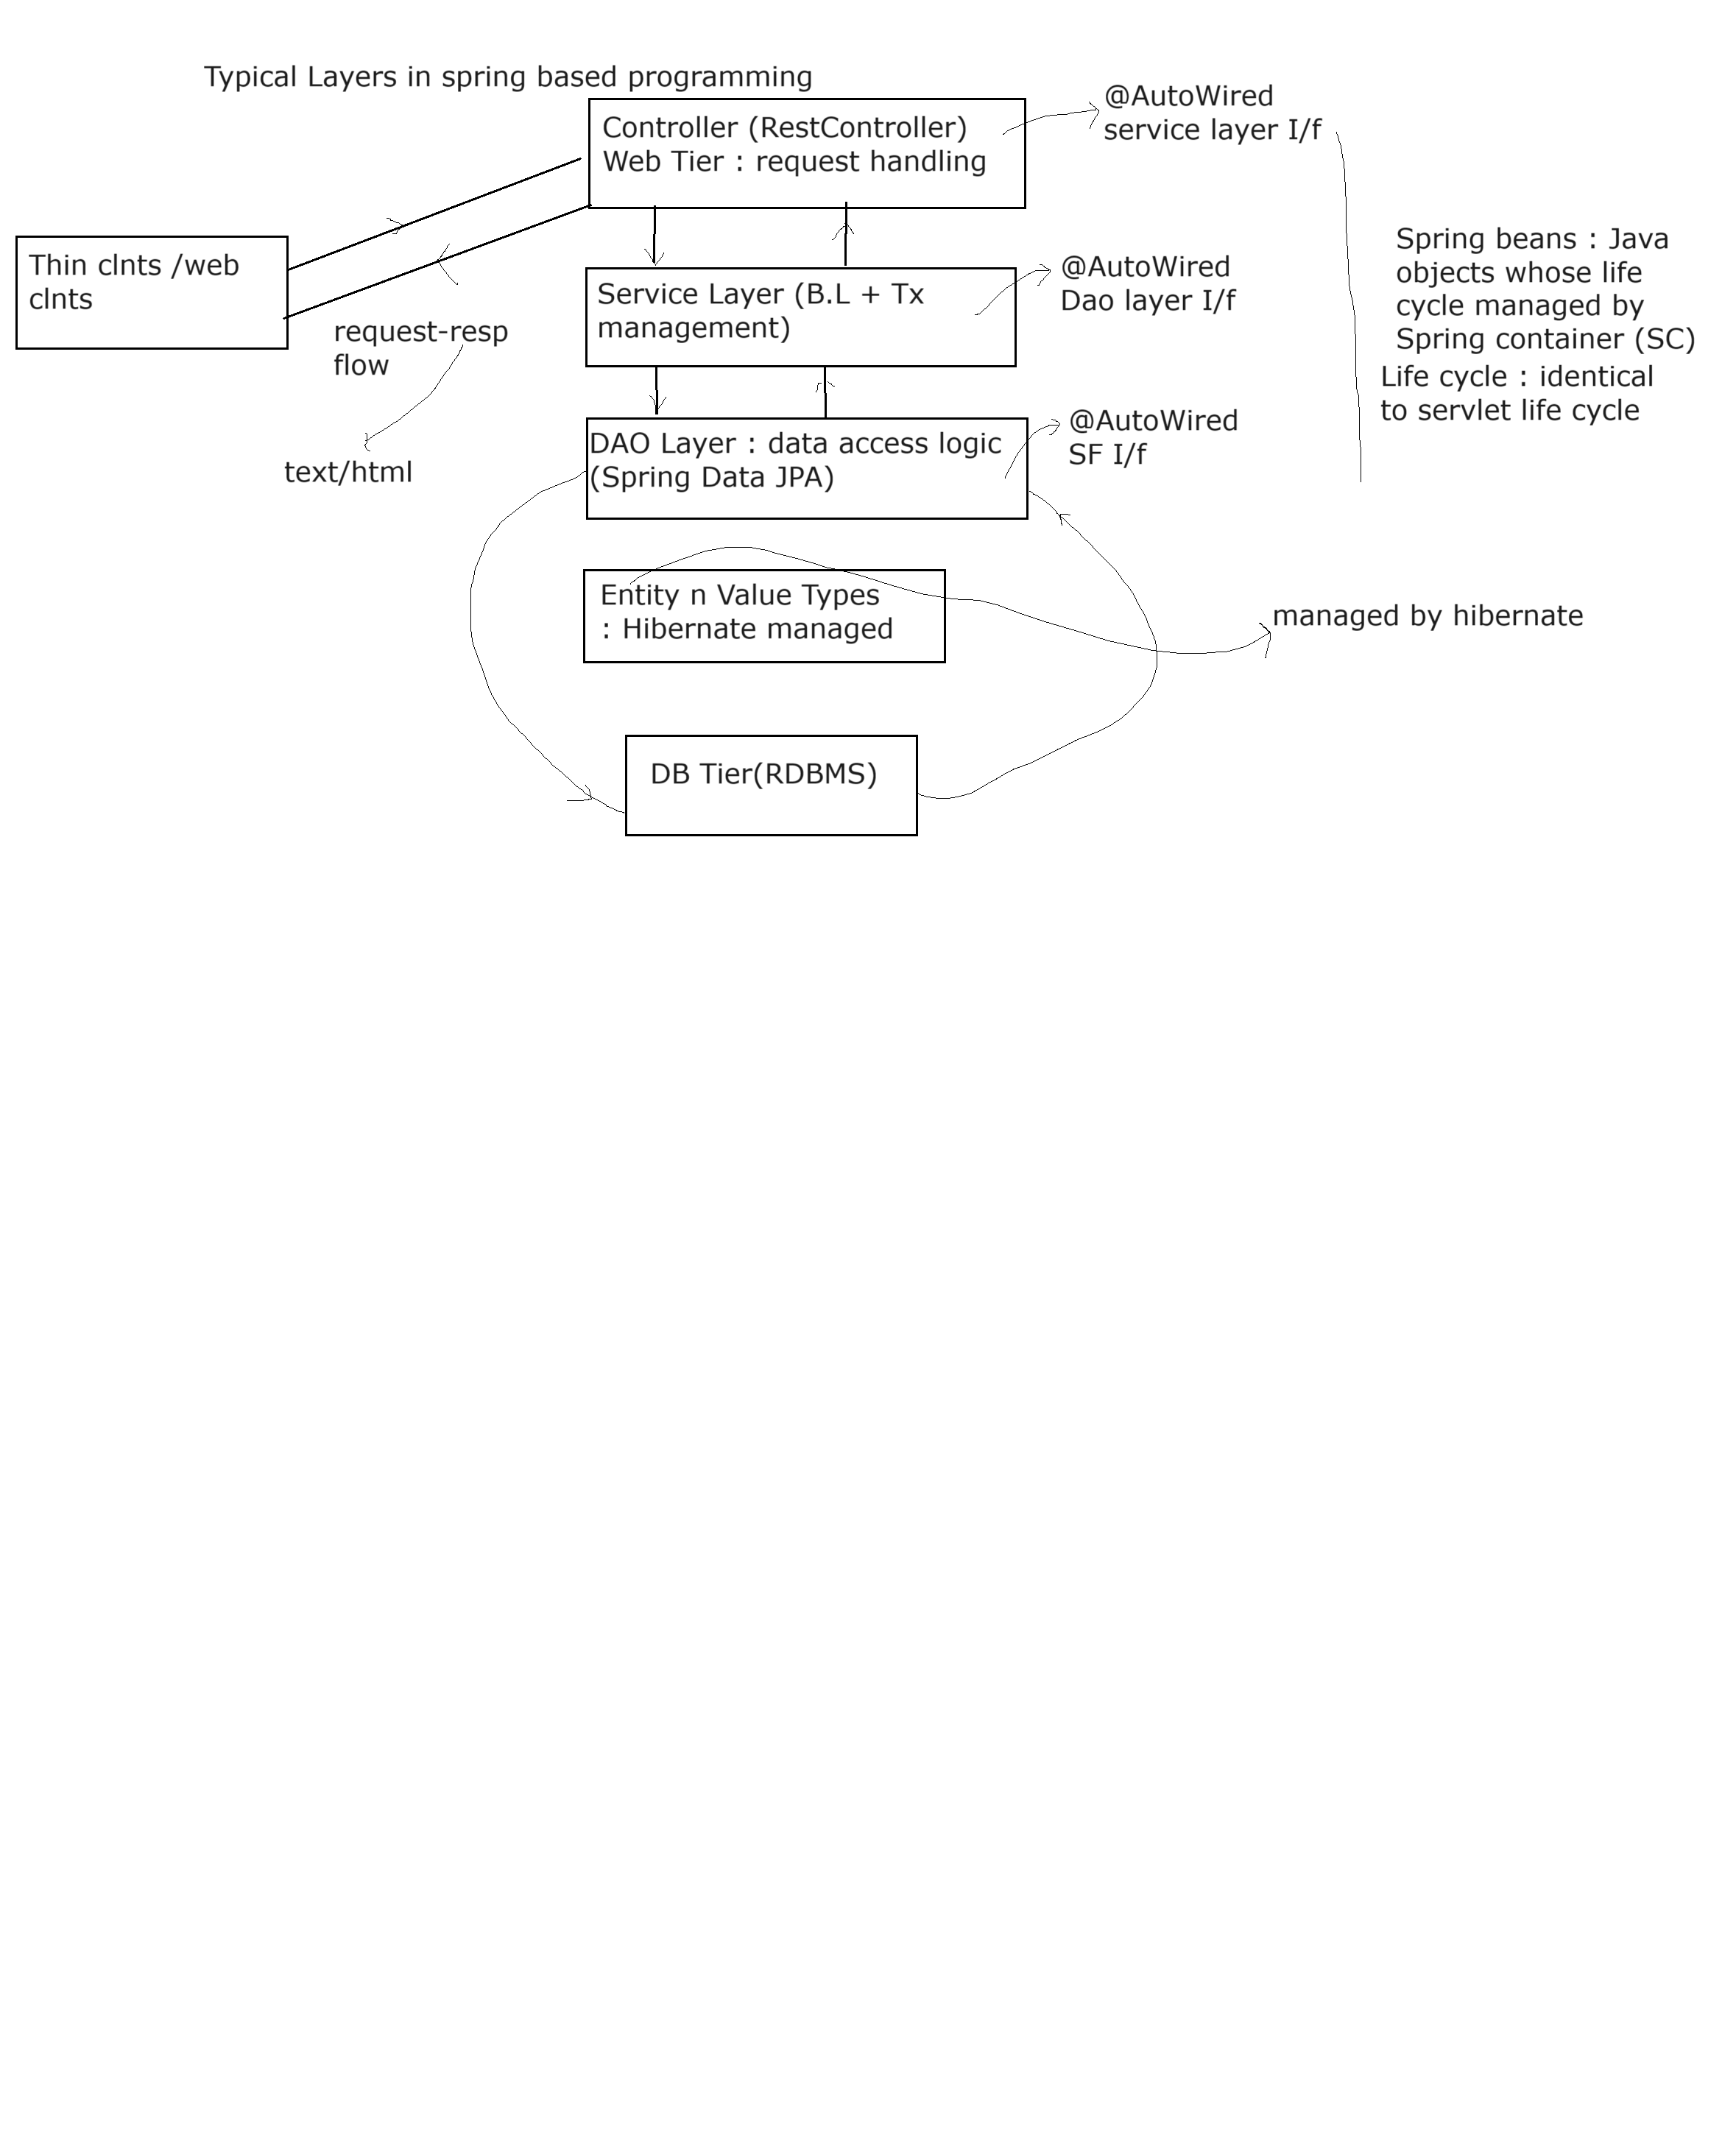 Typical Layers in spring based programming
Controller (RestController)
Web Tier : request handling
@AutoWired
service layer I/f
Thin clnts /web
clnts
request-resp
flow
text/html
Service Layer (B.L + Tx
management)
@AutoWired
Dao layer I/f
Spring beans : Java
objects whose life
cycle managed by
Spring container (SC)
Life cycle : identical
to servlet life cycle
DAO Layer : data access logic
(Spring Data JPA)
@AutoWired
SF I/f
Entity n Value Types
: Hibernate managed
managed by hibernate
DB Tier(RDBMS)